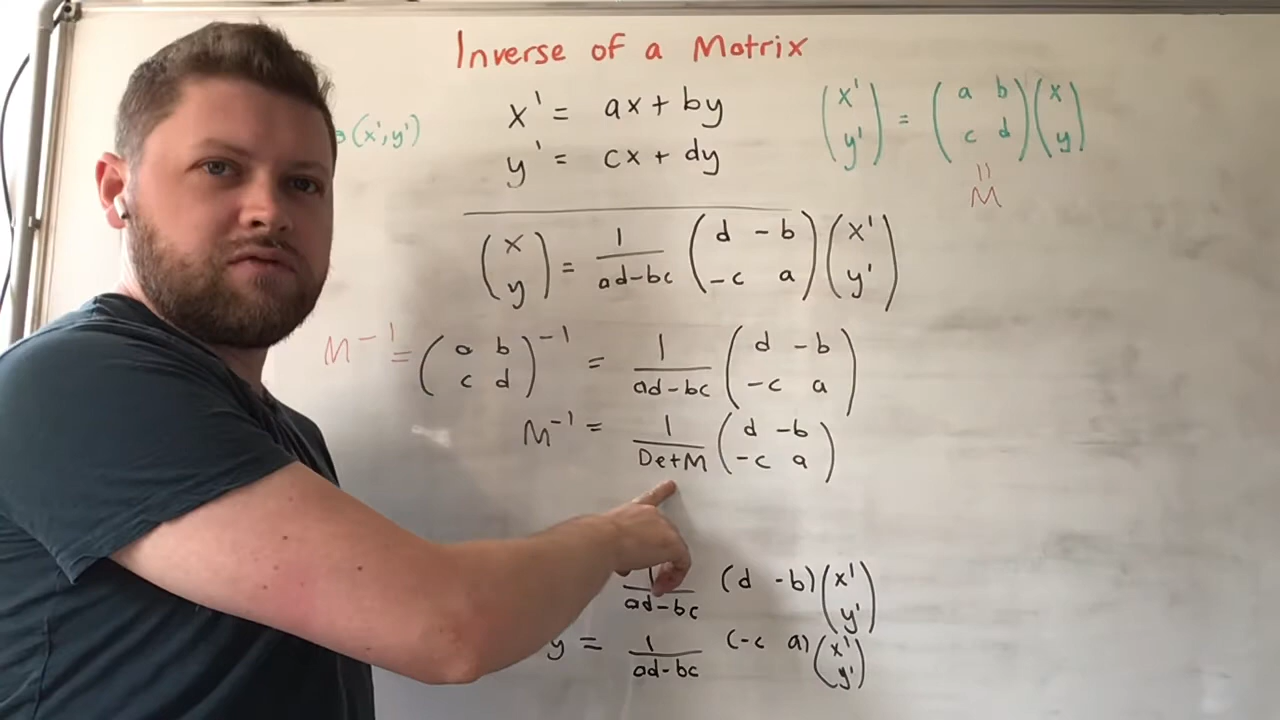 Inverse of a Matrix
(x', y')
x' = ax + by
y' = cx + dy
(x' y') = (a b c d)(x y)
= M
(x y) = 1/ad-bc (d -b -c a)(x' y')
M^-1 = (a b c d)^-1 = 1/ad-bc (d -b -c a)
M^-1 = 1/DetM (d -b -c a)
1/ad-bc (d -b)(x' y')
y = 1/ad-bc (-c a)(x' y')